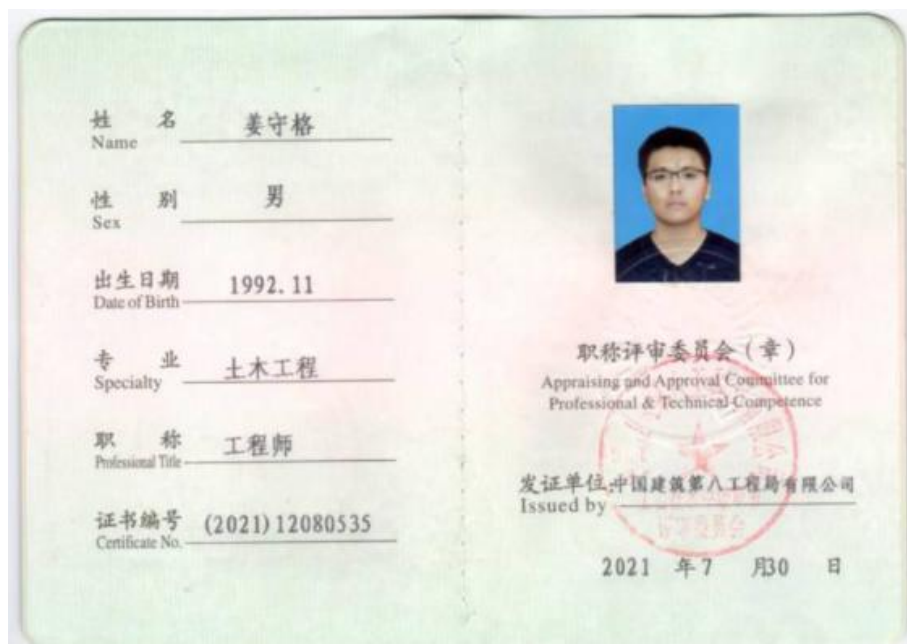 姓 名 姜守格
Name
性 别 男
Sex
出生日期 1992.11
Date of Birth
专 业 土木工程
Specialty
职 称 工程师
Professional Title
证书编号 (2021)12080535
Certificate No.
职称评审委员会(章)
Appraising and Approval Committee for
Professional & Technical Competence
发证单位 中国建筑第八工程局有限公司
Issued by
2021 年7 月30 日